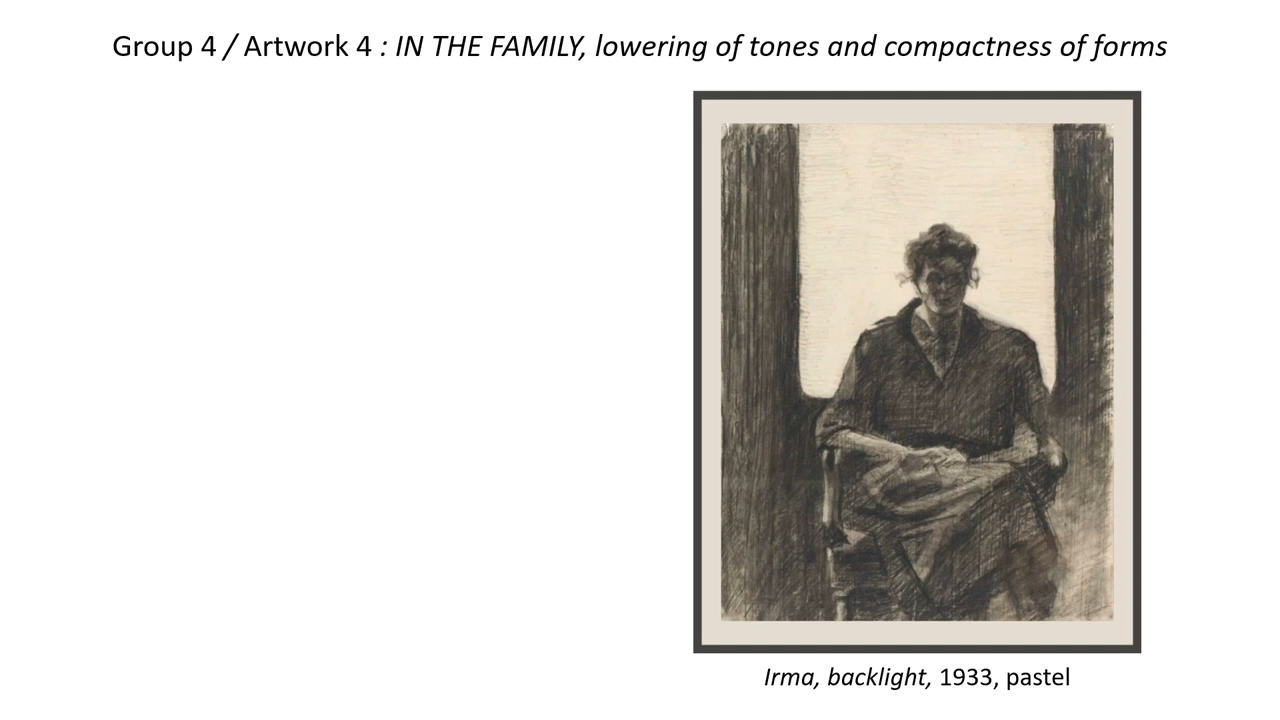 Group 4 / Artwork 4 : IN THE FAMILY, lowering of tones and compactness of forms
Irma, backlight, 1933, pastel